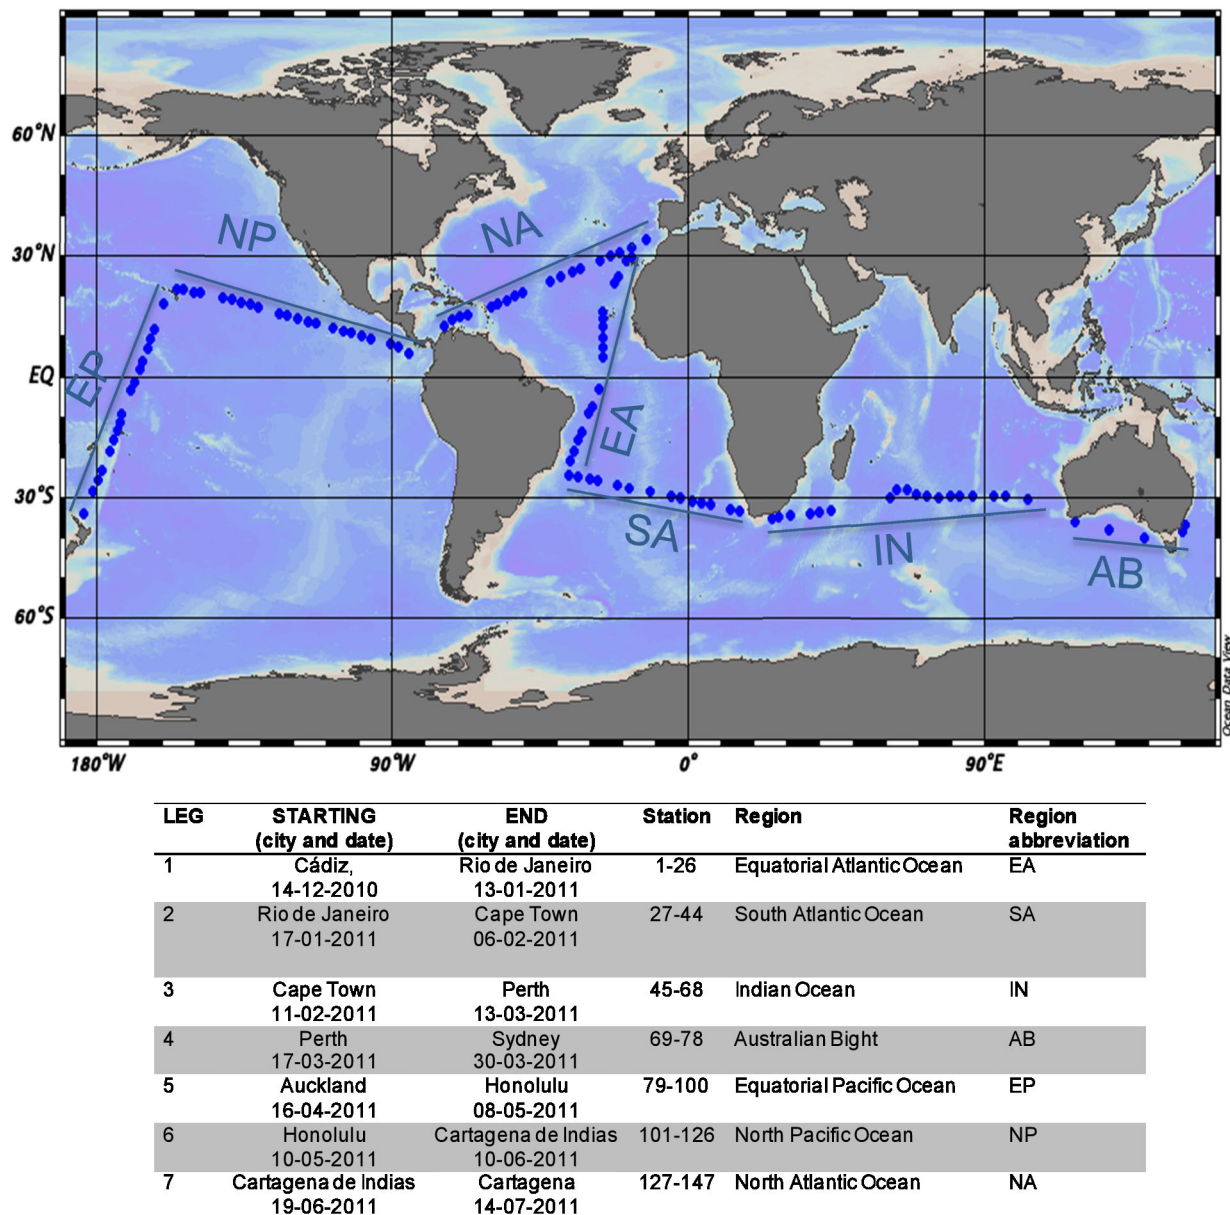 60°N
30°N
EQ
30°S
60°S
NP
NA
EP
EA
SA
IN
AB
Ocean Data View
180°W 90°W 0° 90°E
LEG STARTING END Station Region Region
(city and date) (city and date) abbreviation
1 Cádiz, Rio de Janeiro 1-26 Equatorial Atlantic Ocean EA
14-12-2010 13-01-2011
2 Rio de Janeiro Cape Town 27-44 South Atlantic Ocean SA
17-01-2011 06-02-2011
3 Cape Town Perth 45-68 Indian Ocean IN
11-02-2011 13-03-2011
4 Perth Sydney 69-78 Australian Bight AB
17-03-2011 30-03-2011
5 Auckland Honolulu 79-100 Equatorial Pacific Ocean EP
16-04-2011 08-05-2011
6 Honolulu Cartagena de Indias 101-126 North Pacific Ocean NP
10-05-2011 10-06-2011
7 Cartagena de Indias Cartagena 127-147 North Atlantic Ocean NA
19-06-2011 14-07-2011